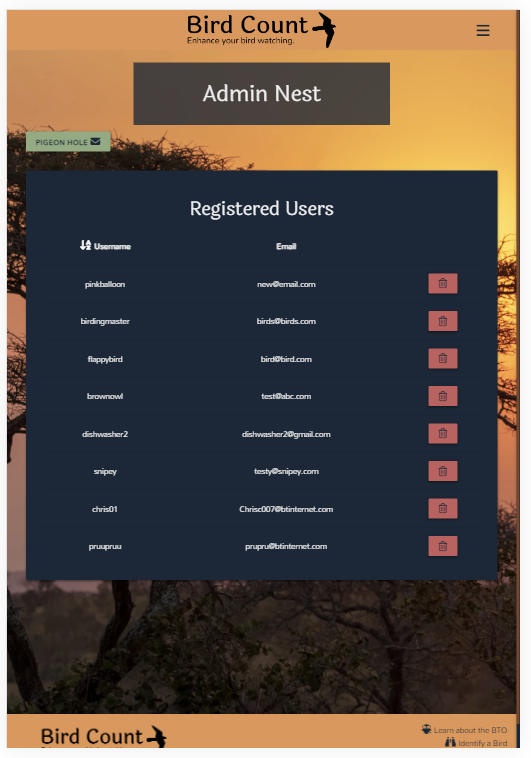 Bird Count
Enhance your bird watching.
Admin Nest
PIGEON HOLE
Registered Users
Username Email
pinkballoon new@email.com
birdingmaster birds@birds.com
flappybird bird@bird.com
brownowl test@abc.com
dishwasher2 dishwasher2@gmail.com
snipey testy@snipey.com
chris01 Chrisc007@btinternet.com
pruupruu prupru@btinternet.com
Bird Count
Learn about the BTO
Identify a Bird